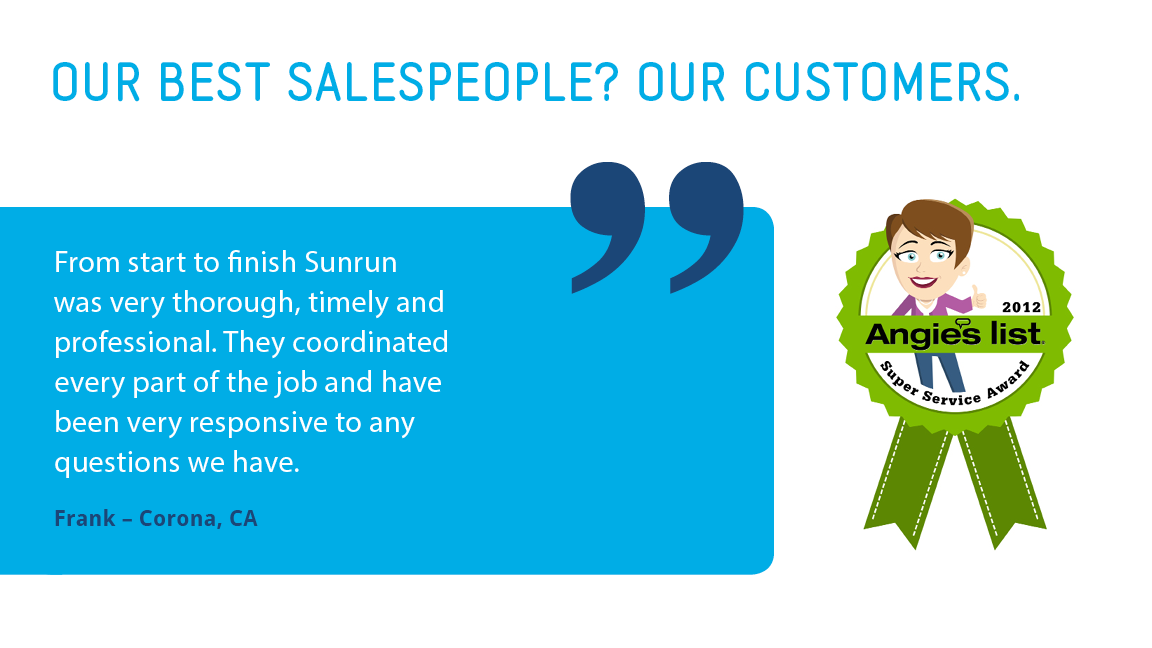 OUR BEST SALESPEOPLE? OUR CUSTOMERS.
”
From start to finish Sunrun
was very thorough, timely and
professional. They coordinated
every part of the job and have
been very responsive to any
questions we have.
Frank – Corona, CA
2012
Angie's list®
Super Service Award